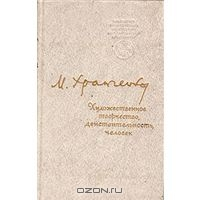 М. Храпченко
Художественное
творчество,
действительность,
человек
OZON.ru